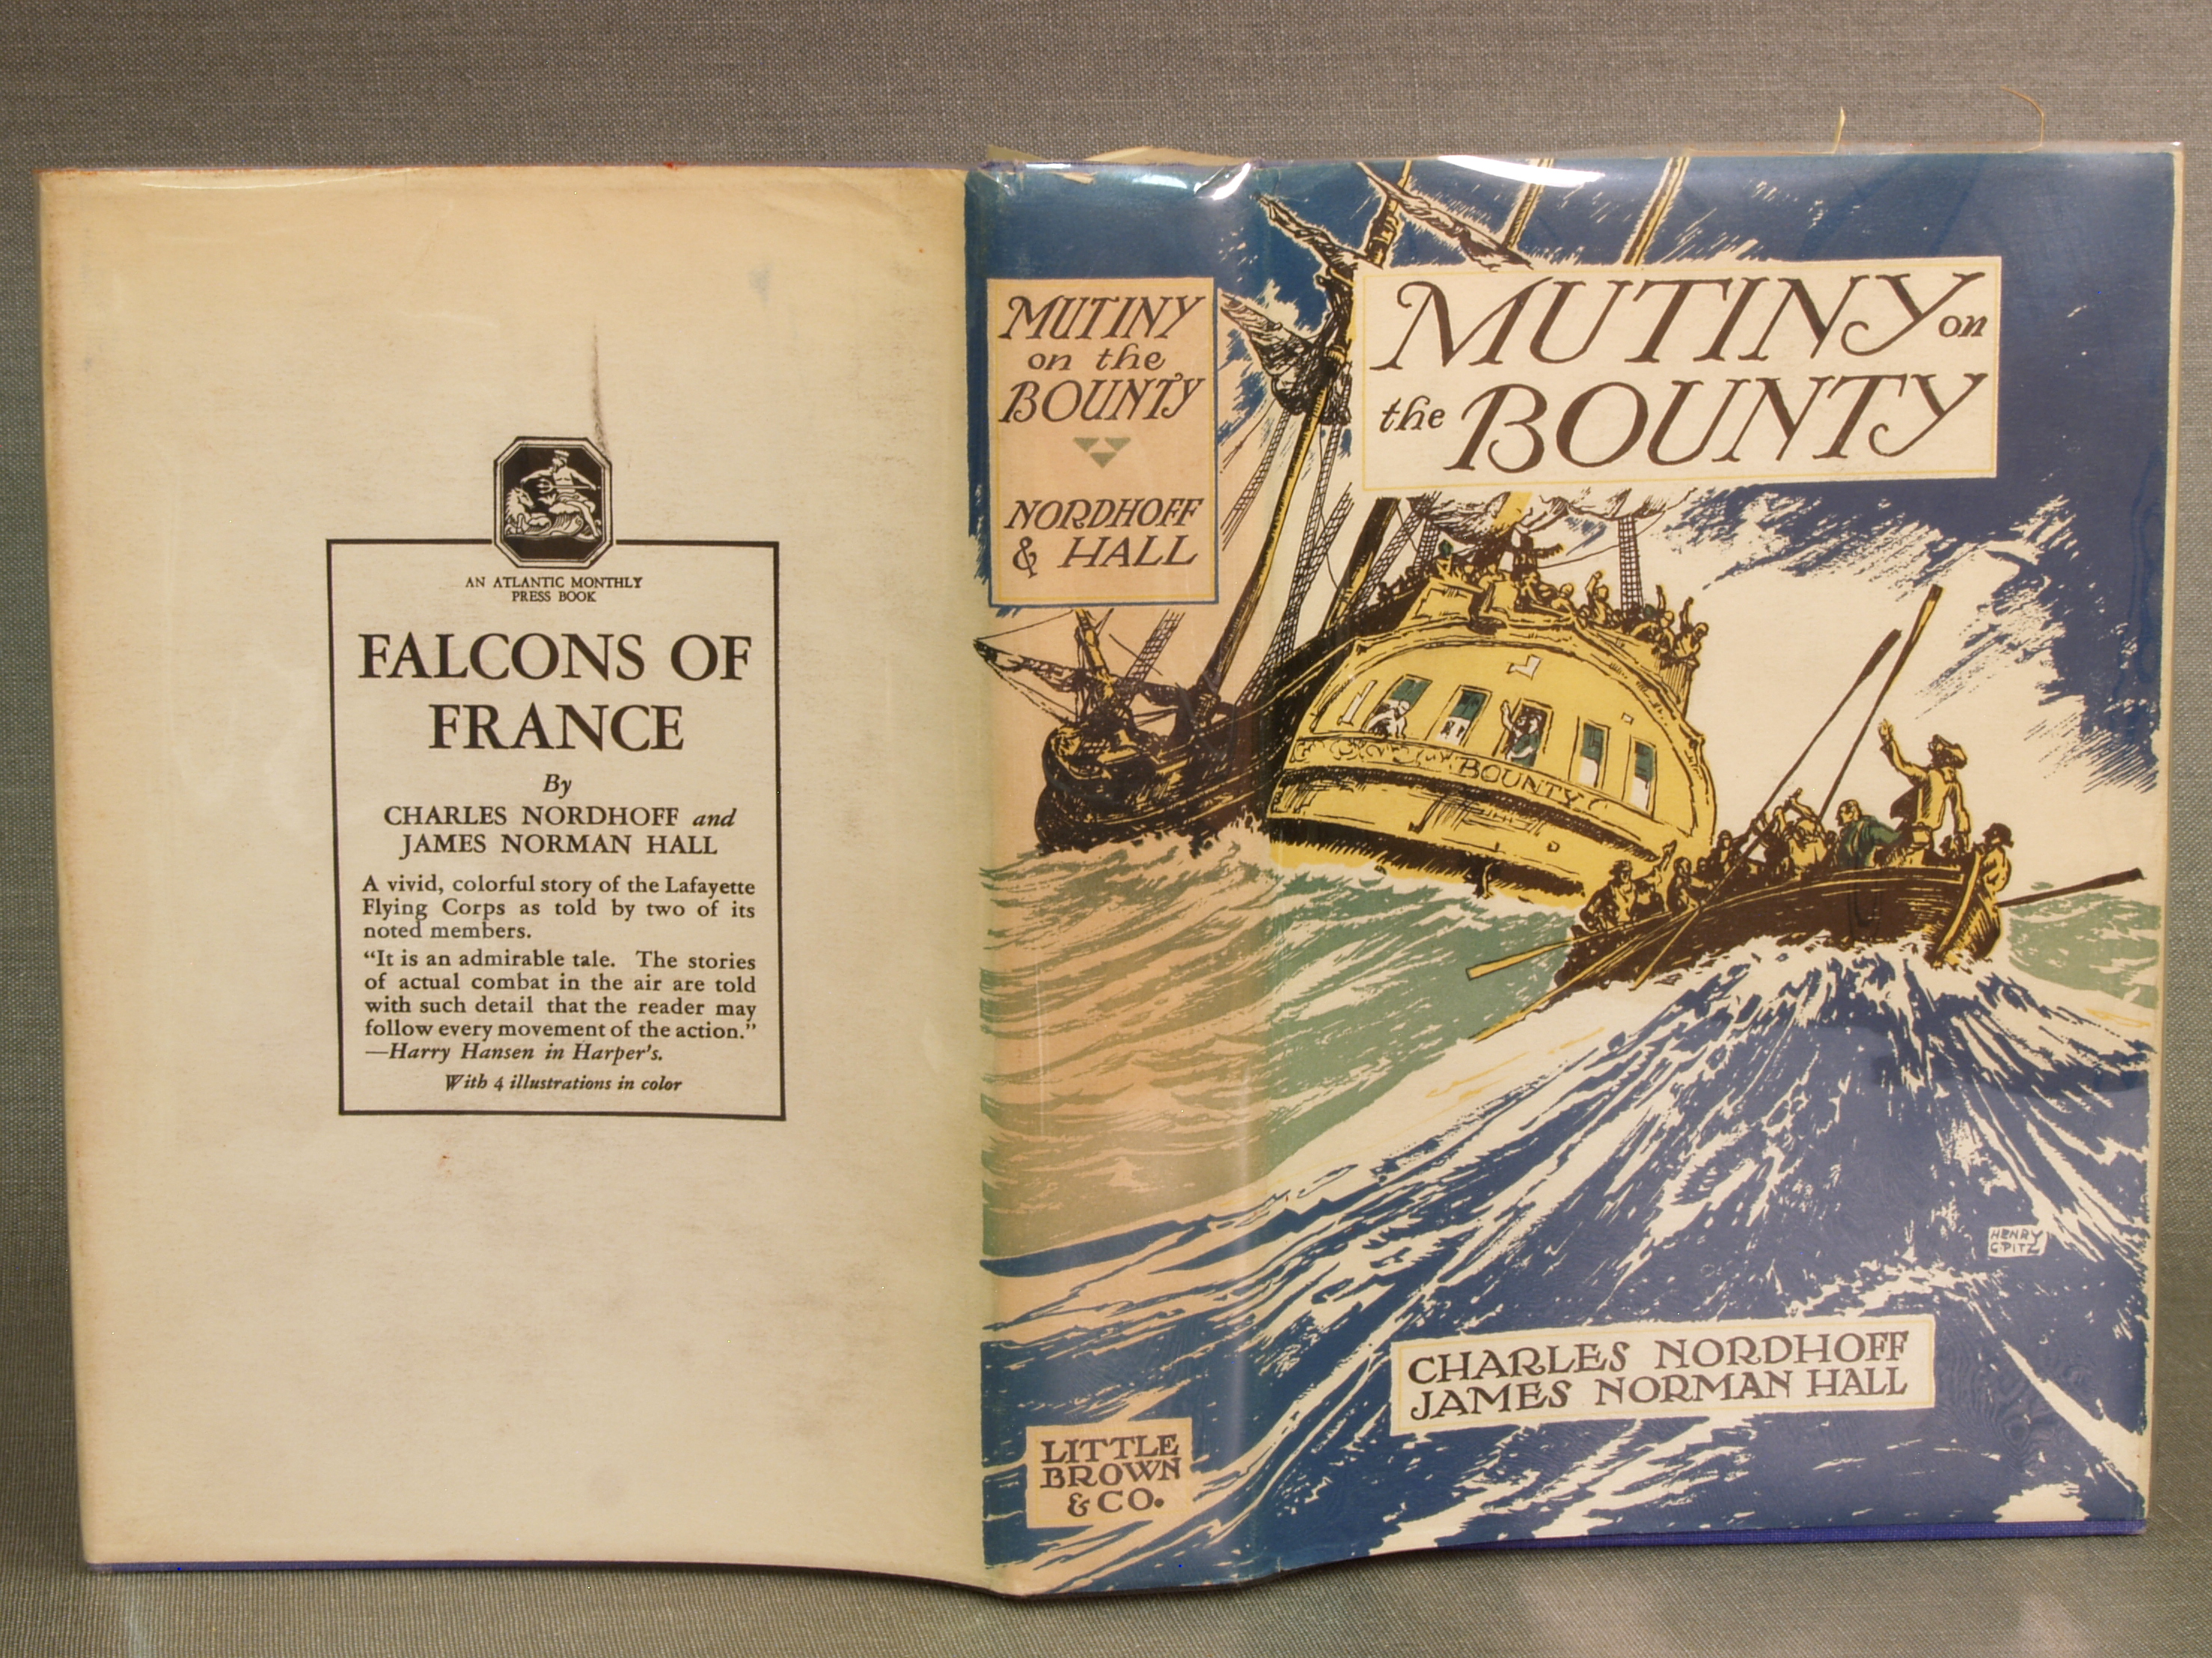 AN ATLANTIC MONTHLY
PRESS BOOK
FALCONS OF
FRANCE
By
CHARLES NORDHOFF and
JAMES NORMAN HALL
A vivid, colorful story of the Lafayette
Flying Corps as told by two of its
noted members.
“It is an admirable tale. The stories
of actual combat in the air are told
with such detail that the reader may
follow every movement of the action.”
—Harry Hansen in Harper's.
With 4 illustrations in color
MUTINY
on the
BOUNTY
NORDHOFF
& HALL
LITTLE
BROWN
& CO.
MUTINY on
the BOUNTY
BOUNTY
HENRY
C PITZ
CHARLES NORDHOFF
JAMES NORMAN HALL